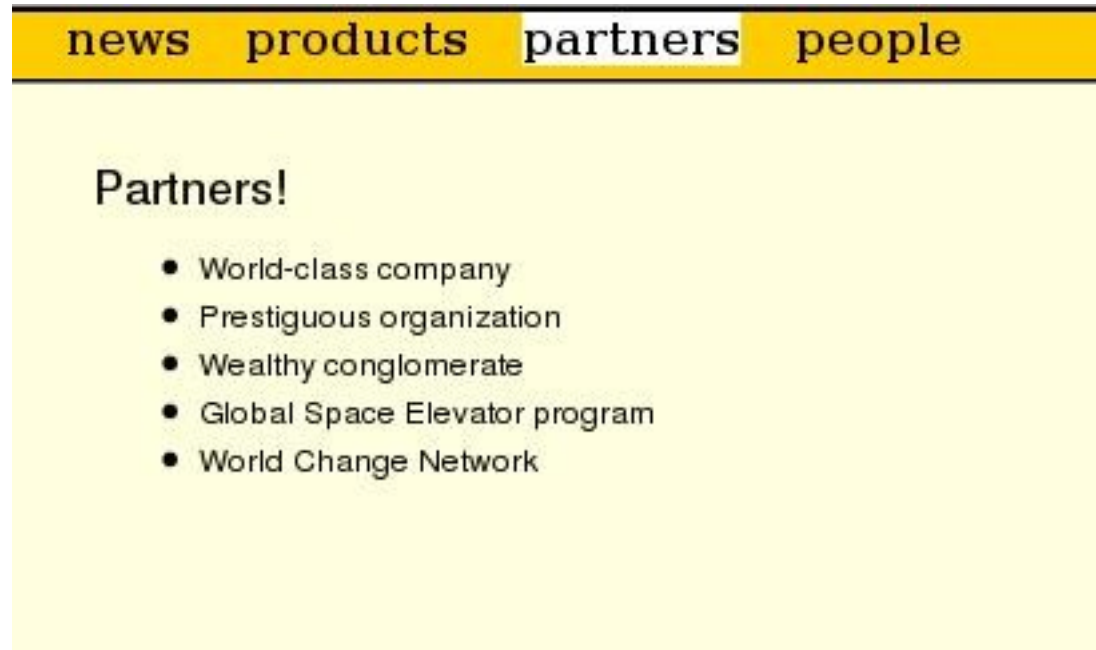 news products partners people
Partners!
• World-class company
• Prestiguous organization
• Wealthy conglomerate
• Global Space Elevator program
• World Change Network